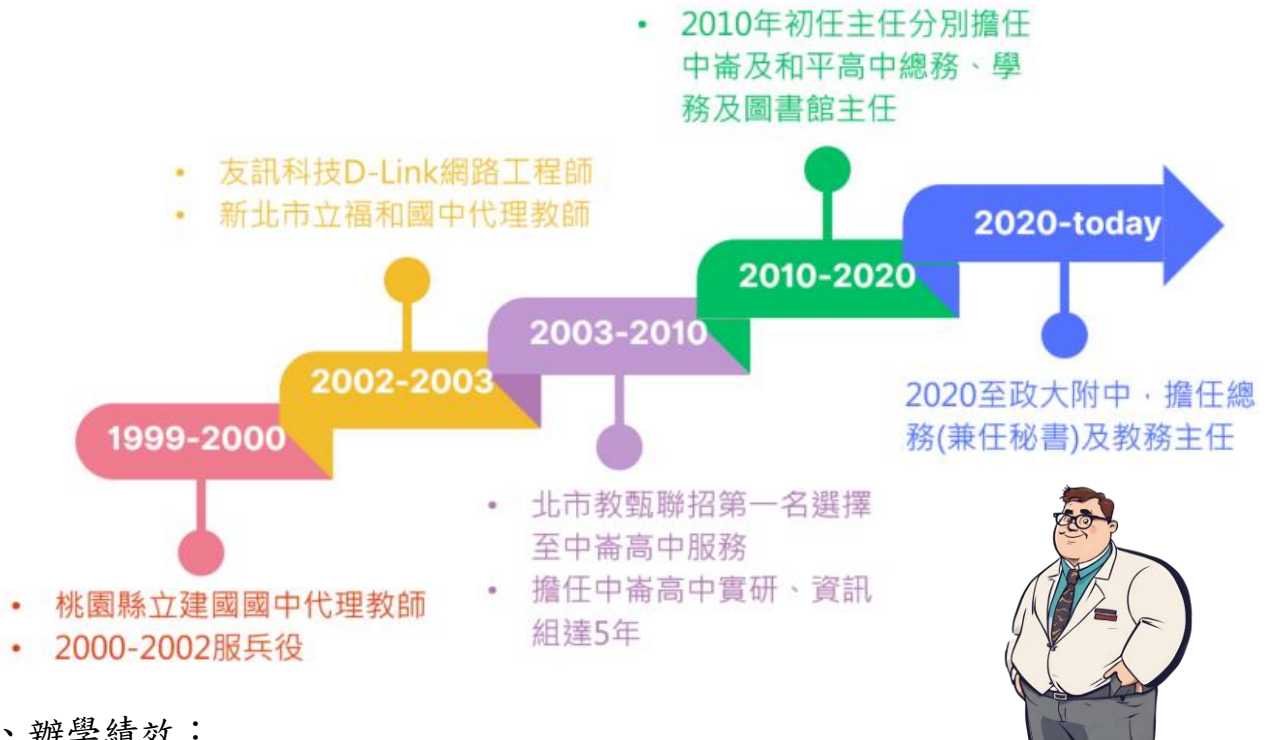 • 2010年初任主任分別擔任
中崙及和平高中總務、學
務及圖書館主任
• 友訊科技D-Link網路工程師
• 新北市立福和國中代理教師
2020-today
2010-2020
2003-2010
2002-2003
1999-2000
2020至政大附中,擔任總
務(兼任秘書)及教務主任
• 北市教甄聯招第一名選擇
至中崙高中服務
• 擔任中崙高中實研、資訊
組達5年
• 桃園縣立建國國中代理教師
• 2000-2002服兵役
、辦學績效：